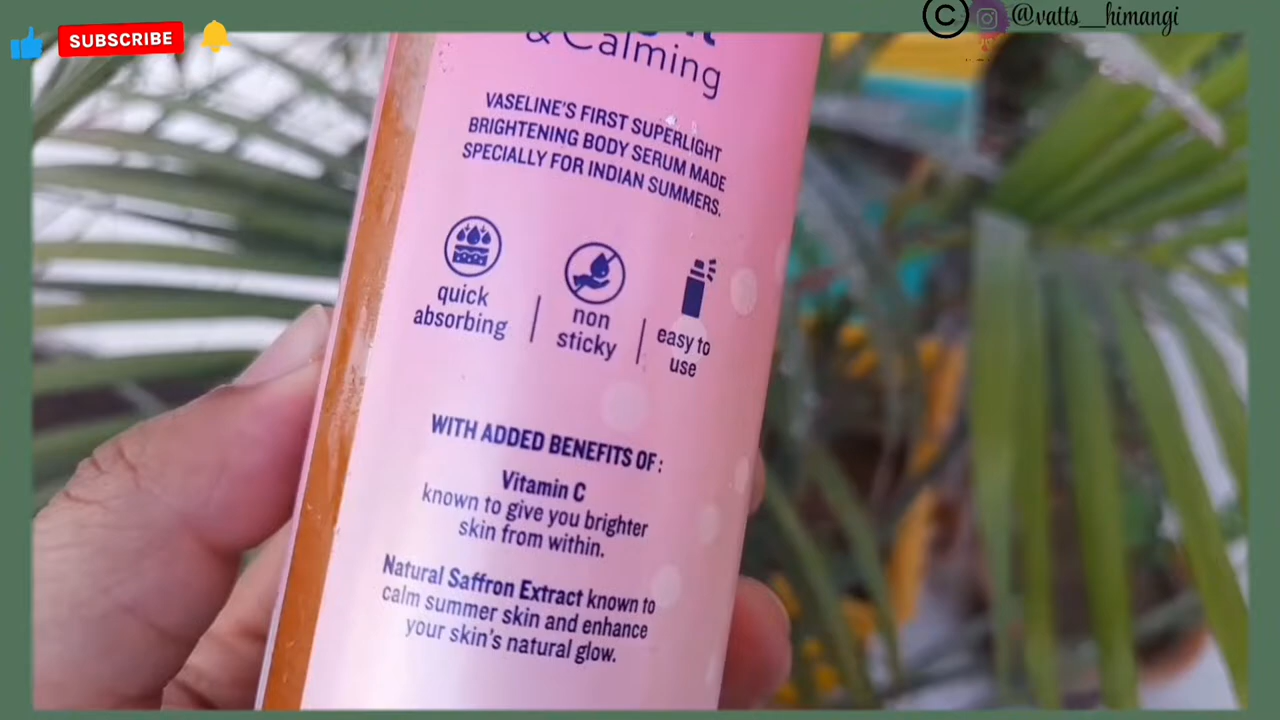 SUBSCRIBE
@vatts__himangi
& Calming
VASELINE'S FIRST SUPERLIGHT
BRIGHTENING BODY SERUM MADE
SPECIALLY FOR INDIAN SUMMERS.
quick
absorbing
non
sticky
easy to
use
WITH ADDED BENEFITS OF:
Vitamin C
known to give you brighter
skin from within.
Natural Saffron Extract known to
calm summer skin and enhance
your skin's natural glow.